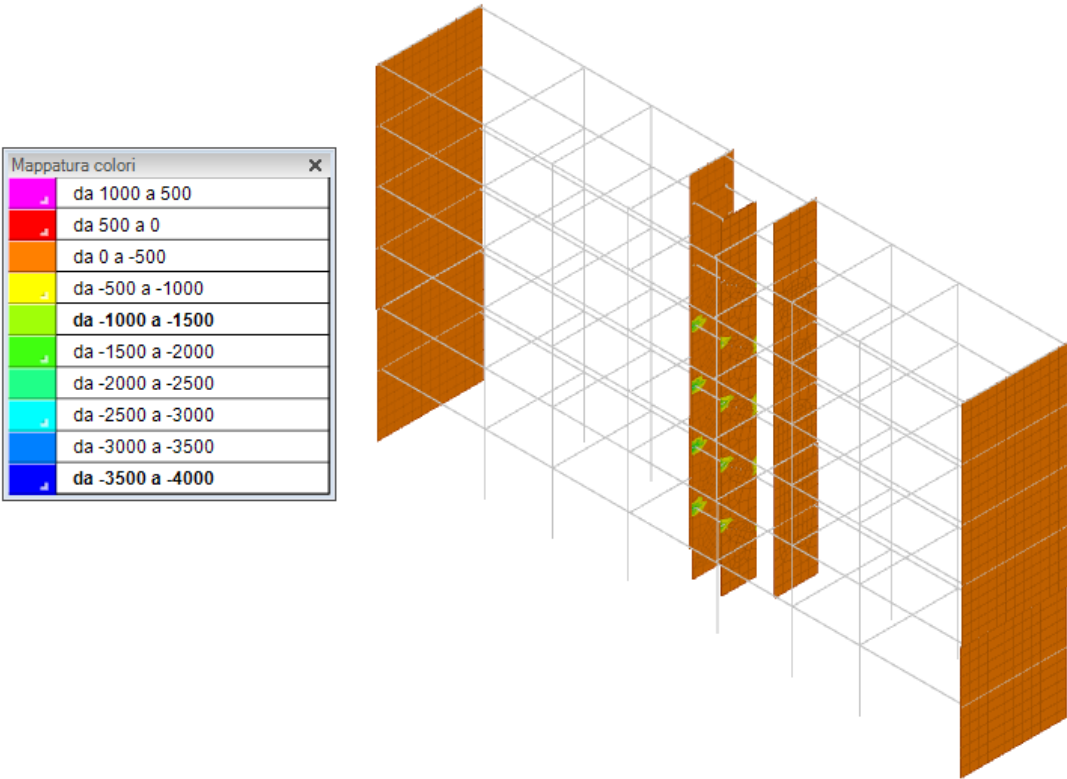 Mappatura colori
da 1000 a 500
da 500 a 0
da 0 a -500
da -500 a -1000
da -1000 a -1500
da -1500 a -2000
da -2000 a -2500
da -2500 a -3000
da -3000 a -3500
da -3500 a -4000